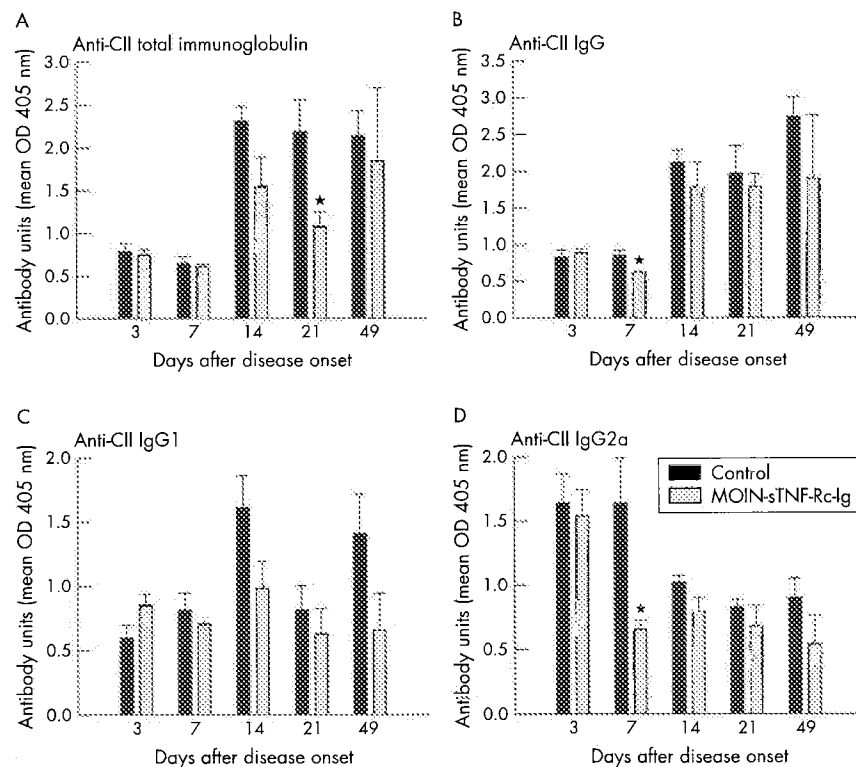 A
Anti-CII total immunoglobulin
Antibody units (mean OD 405 nm)
3.0
2.5
2.0
1.5
1.0
0.5
0.0
★
3 7 14 21 49
Days after disease onset
B
Anti-CII IgG
Antibody units (mean OD 405 nm)
3.5
3.0
2.5
2.0
1.5
1.0
0.5
0.0
★
3 7 14 21 49
Days after disease onset
C
Anti-CII IgG1
Antibody units (mean OD 405 nm)
2.0
1.5
1.0
0.5
0.0
3 7 14 21 49
Days after disease onset
D
Anti-CII IgG2a
Antibody units (mean OD 405 nm)
2.0
1.5
1.0
0.5
0.0
Control
MOIN-sTNF-Rc-Ig
★
3 7 14 21 49
Days after disease onset